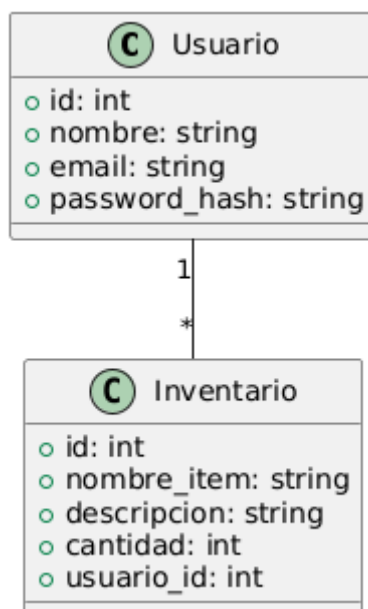 C Usuario
id: int
nombre: string
email: string
password_hash: string
1
*
C Inventario
id: int
nombre_item: string
descripcion: string
cantidad: int
usuario_id: int